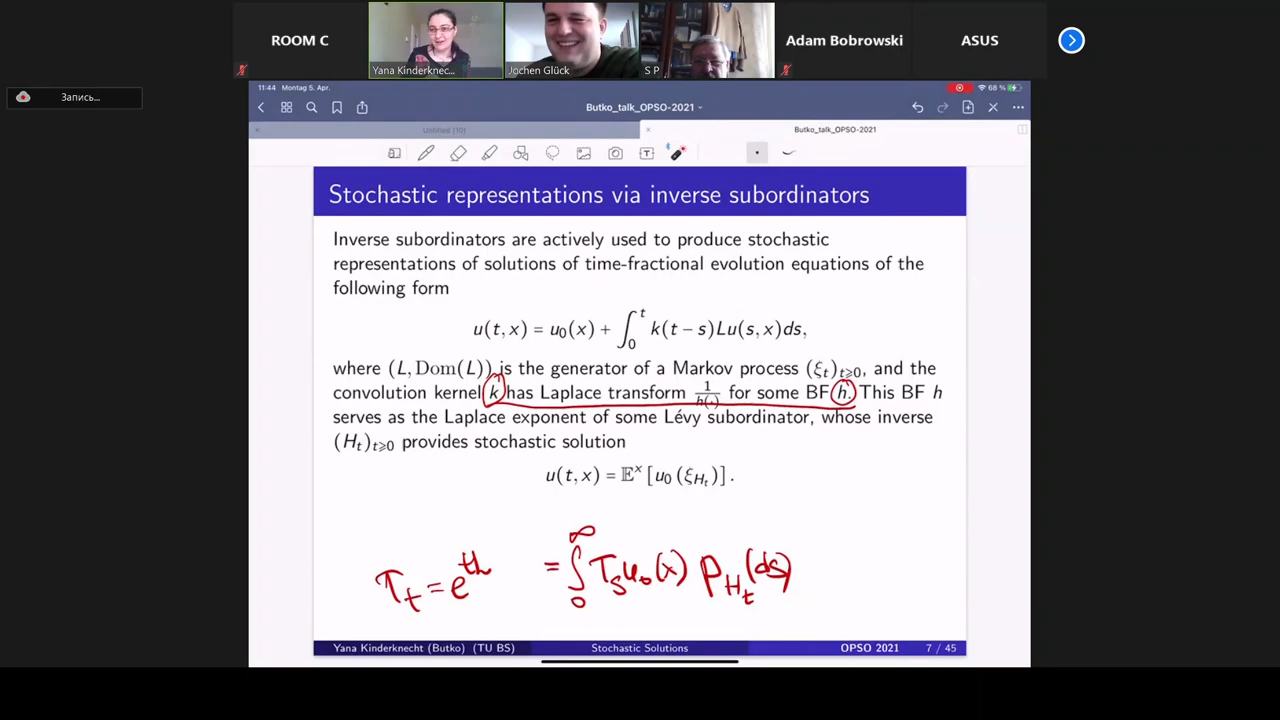 ROOM C
Yana Kinderknec...
Jochen Glück
S P
Adam Bobrowski
ASUS
Запись...
11:44 Montag 5. Apr.
68 %
Butko_talk_OPSO-2021
Untitled (10)
Butko_talk_OPSO-2021
Stochastic representations via inverse subordinators
Inverse subordinators are actively used to produce stochastic
representations of solutions of time-fractional evolution equations of the
following form
u(t, x) = u₀(x) + ∫₀ᵗ k(t − s)Lu(s, x)ds,
where (L, Dom(L)) is the generator of a Markov process (ξₜ)ₜ⩾₀, and the
convolution kernel k has Laplace transform 1/h(·) for some BF h. This BF h
serves as the Laplace exponent of some Lévy subordinator, whose inverse
(Hₜ)ₜ⩾₀ provides stochastic solution
u(t, x) = 𝔼ˣ [u₀ (ξ_{Hₜ})] .
Tₜ = e^{tL} = ∫₀^∞ Tₛu₀(x) P_{Hₜ}(ds)
Yana Kinderknecht (Butko) (TU BS)
Stochastic Solutions
OPSO 2021
7 / 45